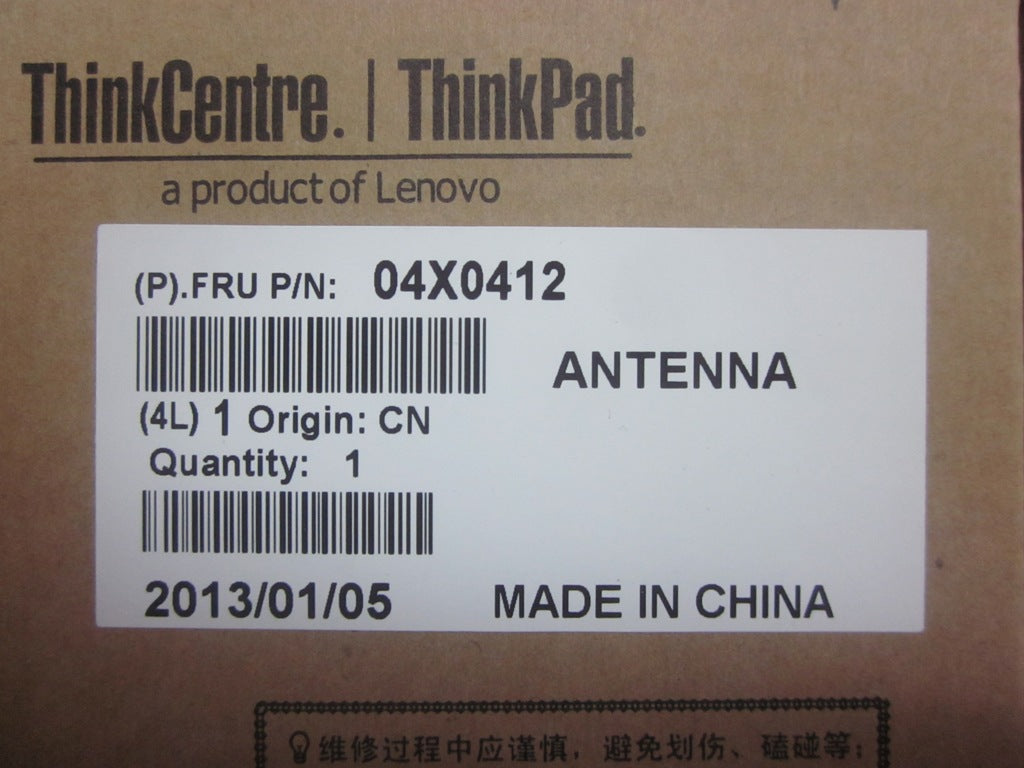 ThinkCentre. | ThinkPad.
a product of Lenovo
(P).FRU P/N: 04X0412
ANTENNA
(4L) 1 Origin: CN
Quantity: 1
2013/01/05 MADE IN CHINA
维修过程中应谨慎，避免划伤、磕碰等；